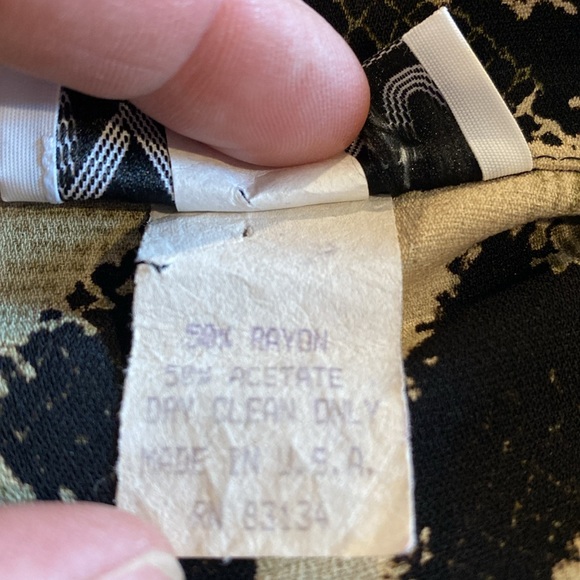 50% RAYON
50% ACETATE
DRY CLEAN ONLY
MADE IN U.S.A.
RN 83134